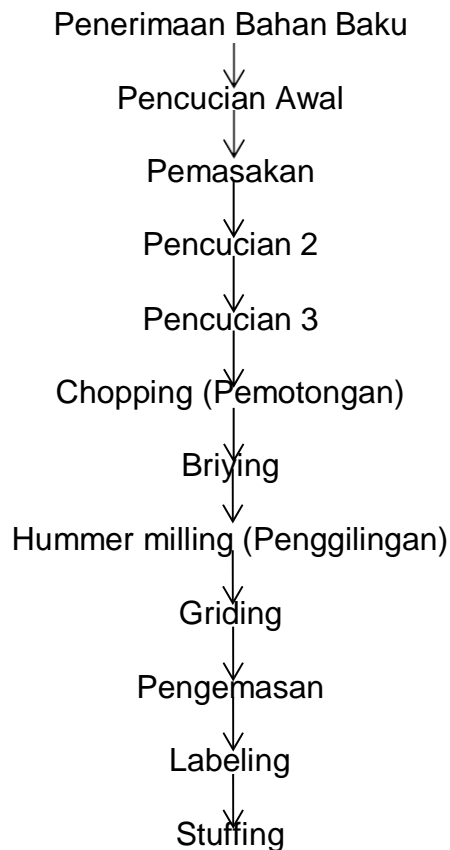 Penerimaan Bahan Baku
Pencucian Awal
Pemasakan
Pencucian 2
Pencucian 3
Chopping (Pemotongan)
Briying
Hummer milling (Penggilingan)
Griding
Pengemasan
Labeling
Stuffing